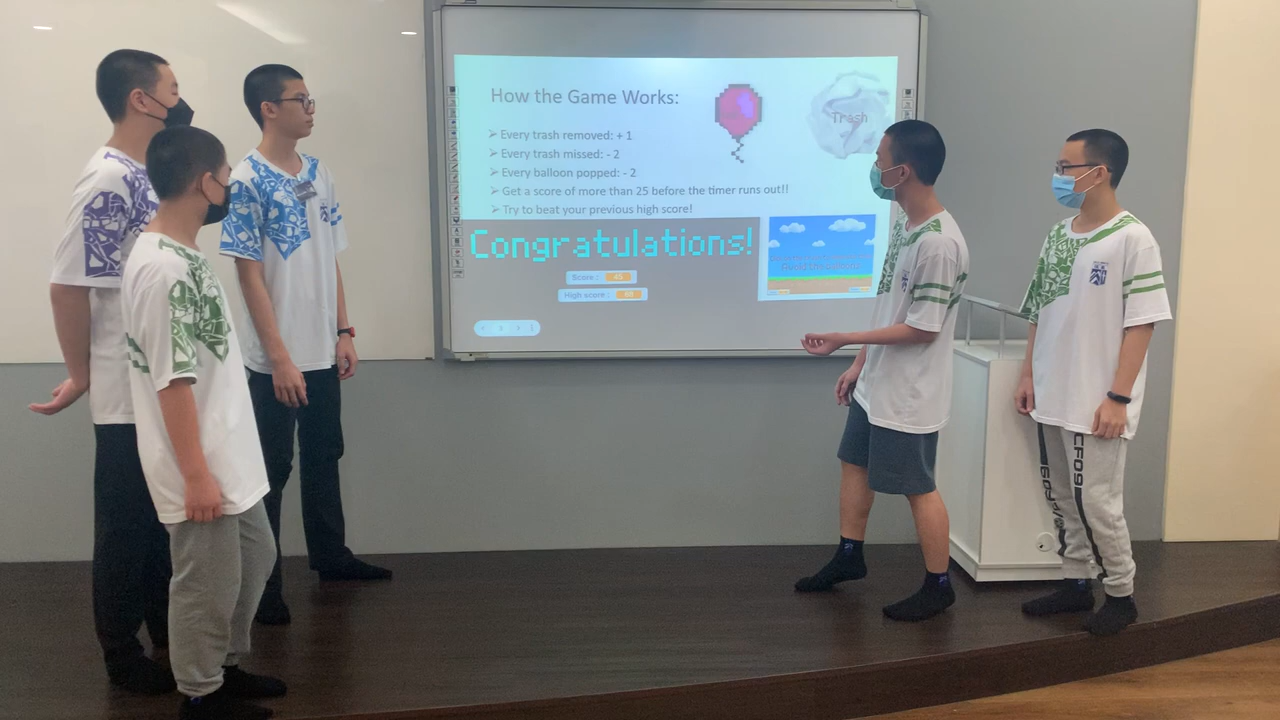 How the Game Works:
➢ Every trash removed: + 1
➢ Every trash missed: - 2
➢ Every balloon popped: - 2
➢ Get a score of more than 25 before the timer runs out!!
➢ Try to beat your previous high score!
Trash
Congratulations!
Score : 45
High score :
CF09